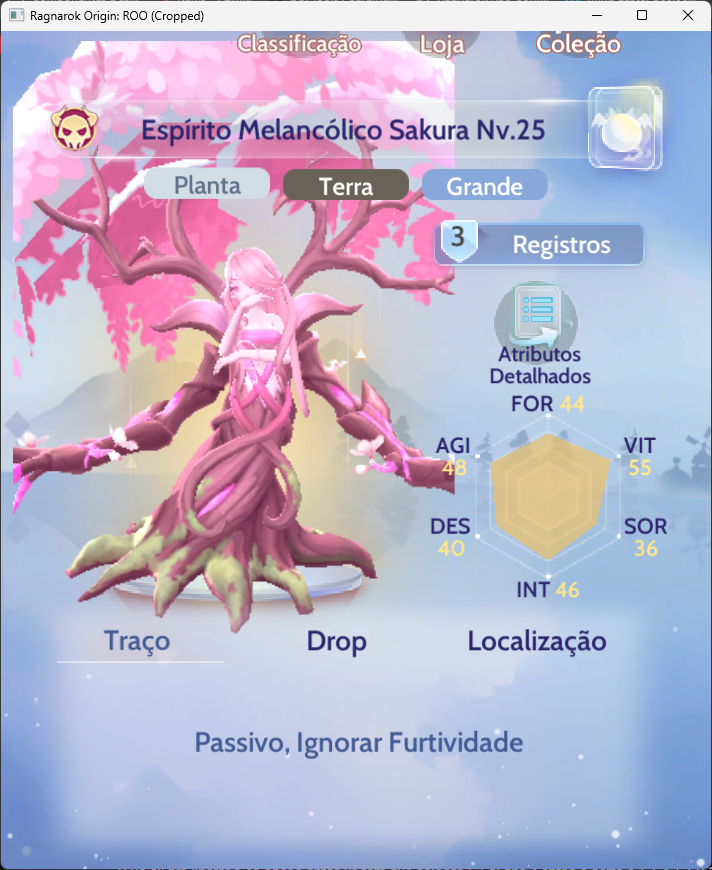 Ragnarok Origin: ROO (Cropped)
Classificação Loja Coleção
Espírito Melancólico Sakura Nv.25
Planta Terra Grande
3 Registros
Atributos
Detalhados
FOR 44
AGI VIT
48 55
DES SOR
40 36
INT 46
Traço Drop Localização
Passivo, Ignorar Furtividade